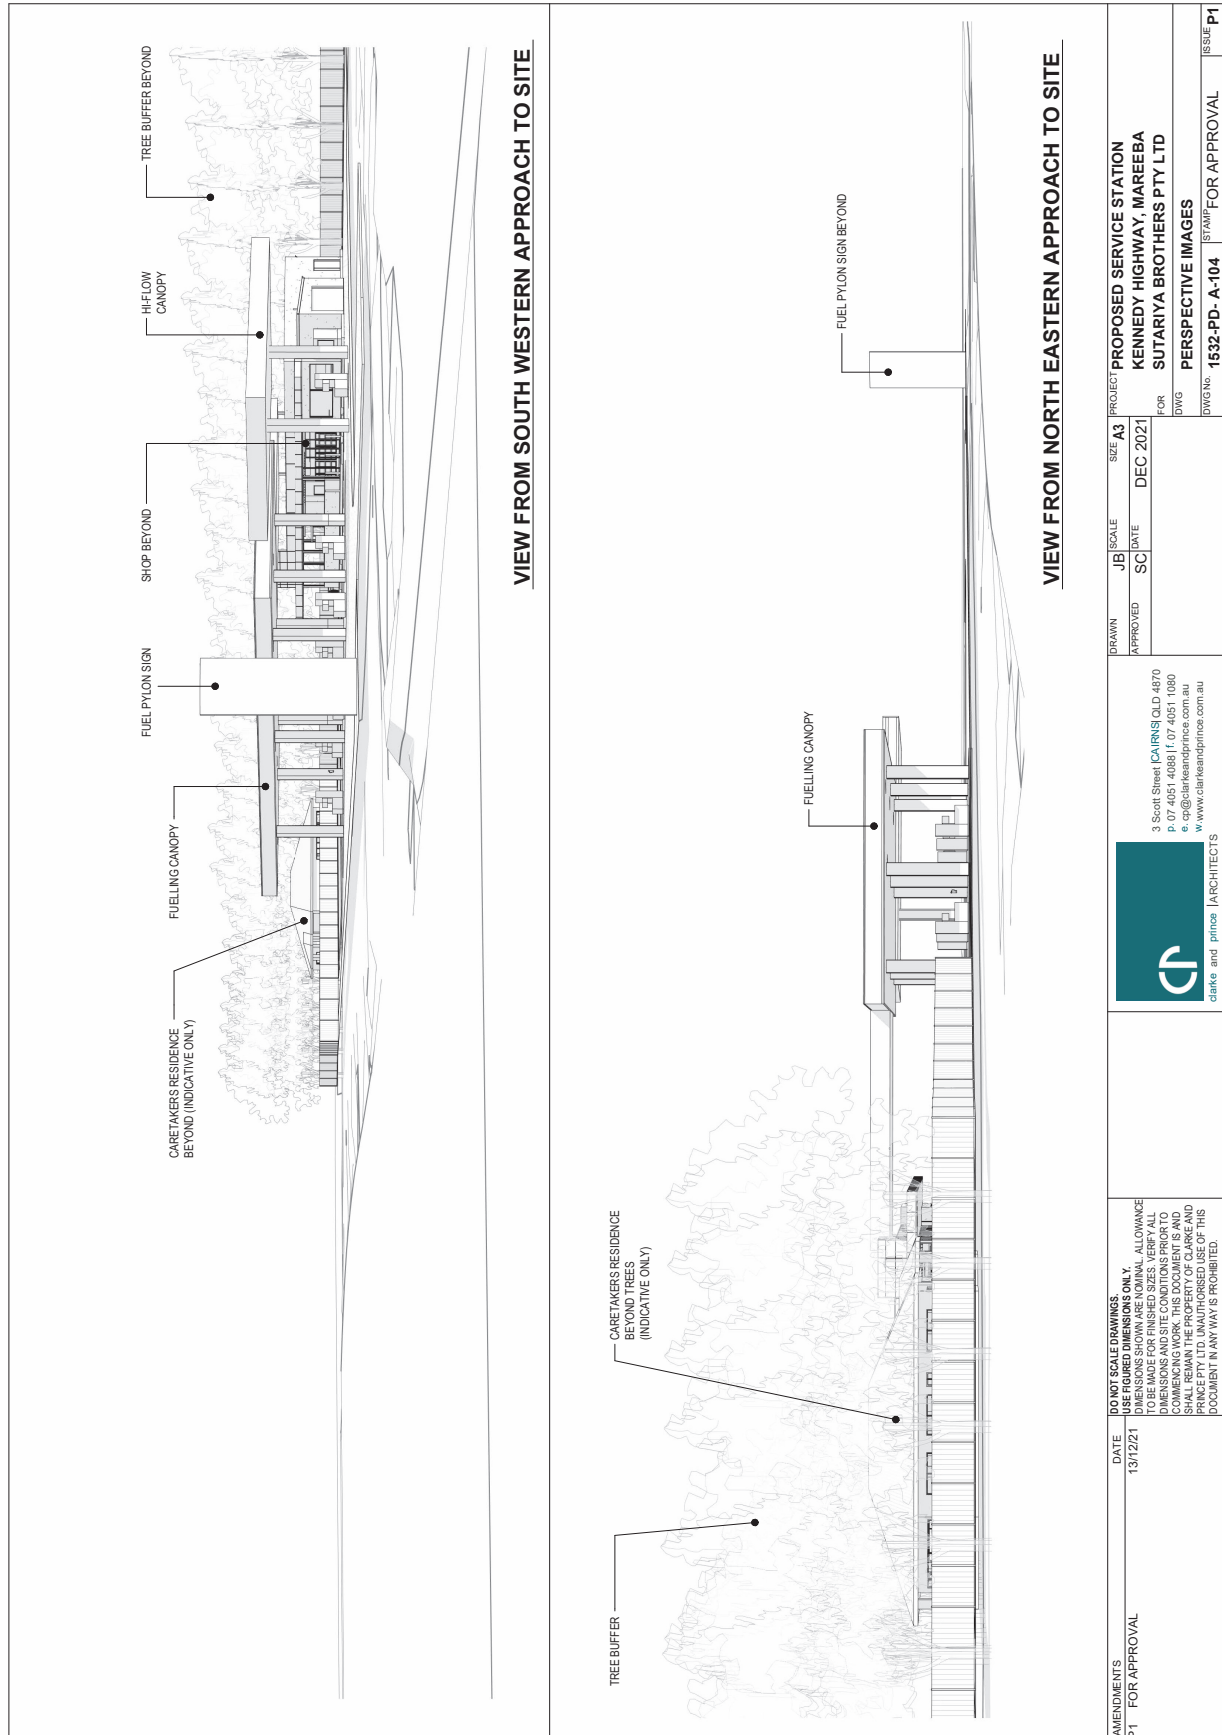 CARETAKERS RESIDENCE
BEYOND (INDICATIVE ONLY)
FUELLING CANOPY
FUEL PYLON SIGN
SHOP BEYOND
HI-FLOW
CANOPY
TREE BUFFER BEYOND
VIEW FROM SOUTH WESTERN APPROACH TO SITE
TREE BUFFER
CARETAKERS RESIDENCE
BEYOND TREES
(INDICATIVE ONLY)
FUELLING CANOPY
FUEL PYLON SIGN BEYOND
VIEW FROM NORTH EASTERN APPROACH TO SITE
AMENDMENTS
DATE
P1 FOR APPROVAL
13/12/21
DO NOT SCALE DRAWINGS.
USE FIGURED DIMENSIONS ONLY.
DIMENSIONS SHOWN ARE NOMINAL. ALLOWANCE
TO BE MADE FOR FINISHED SIZES. VERIFY ALL
DIMENSIONS AND SITE CONDITIONS PRIOR TO
COMMENCING WORK. THIS DOCUMENT IS AND
SHALL REMAIN THE PROPERTY OF CLARKE AND
PRINCE PTY LTD. UNAUTHORISED USE OF THIS
DOCUMENT IN ANY WAY IS PROHIBITED.
cp
clarke and prince | ARCHITECTS
3 Scott Street |CAIRNS| QLD 4870
p. 07 4051 4088 | f. 07 4051 1080
e. cp@clarkeandprince.com.au
w.www.clarkeandprince.com.au
DRAWN JB
SCALE
SIZE A3
APPROVED SC
DATE DEC 2021
PROJECT PROPOSED SERVICE STATION
KENNEDY HIGHWAY, MAREEBA
FOR SUTARIYA BROTHERS PTY LTD
DWG PERSPECTIVE IMAGES
DWG No. 1532-PD- A-104
STAMP FOR APPROVAL
ISSUE P1